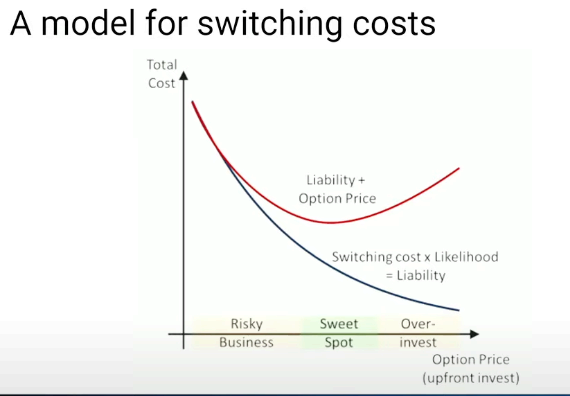 A model for switching costs
Total
Cost
Liability +
Option Price
Switching cost x Likelihood
= Liability
Risky
Business
Sweet
Spot
Over-
invest
Option Price
(upfront invest)